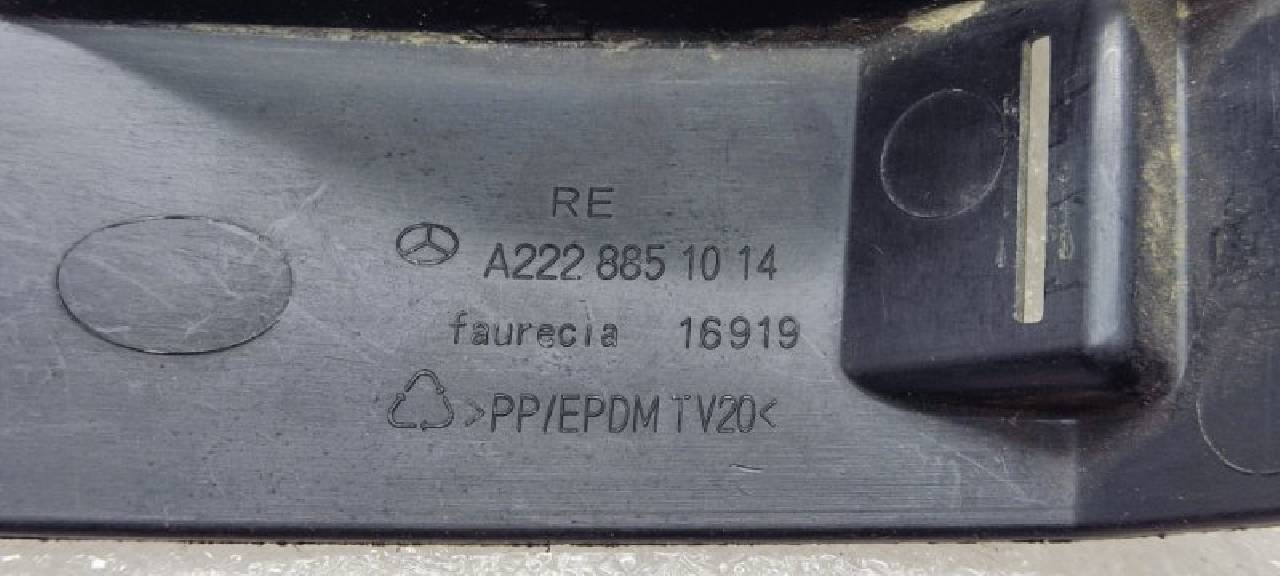 RE
A222 885 10 14
faurecia 16919
>PP/EPDM TV20<